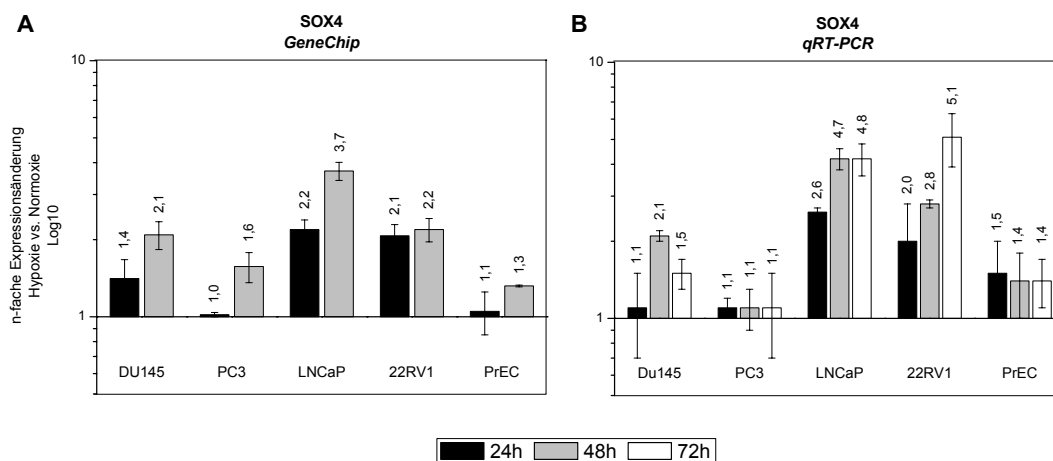 A
SOX4
GeneChip
n-fache Expressionsänderung
Hypoxie vs. Normoxie
Log10
10
1
1,4
2,1
1,0
1,6
2,2
3,7
2,1
2,2
1,1
1,3
DU145
PC3
LNCaP
22RV1
PrEC
B
SOX4
qRT-PCR
10
1
1,1
2,1
1,5
1,1
1,1
1,1
2,6
4,7
4,8
2,0
2,8
5,1
1,5
1,4
1,4
Du145
PC3
LNCaP
22RV1
PrEC
24h
48h
72h